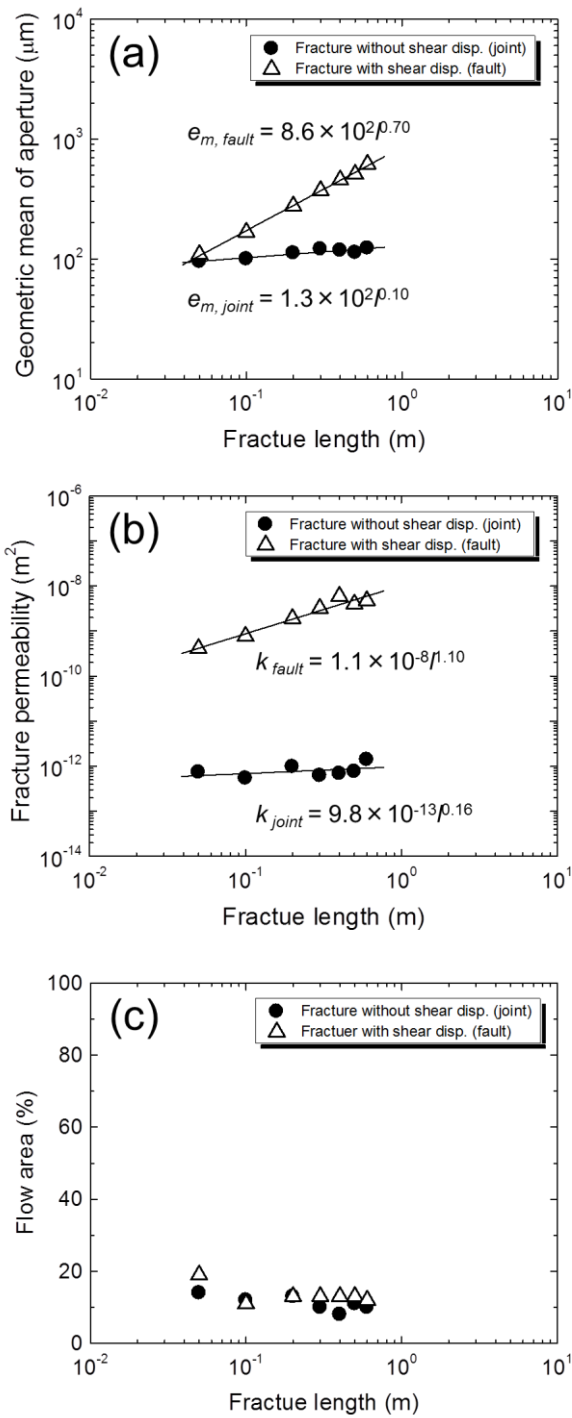 (a)
Fracture without shear disp. (joint)
Fracture with shear disp. (fault)
e_m, fault = 8.6 × 10^2 l^0.70
e_m, joint = 1.3 × 10^2 l^0.10
Geometric mean of aperture (μm)
10^4
10^3
10^2
10^1
10^-2
10^-1
10^0
10^1
Fractue length (m)
(b)
Fracture without shear disp. (joint)
Fracture with shear disp. (fault)
k_fault = 1.1 × 10^-8 l^1.10
k_joint = 9.8 × 10^-13 l^0.16
Fracture permeability (m^2)
10^-6
10^-8
10^-10
10^-12
10^-14
10^-2
10^-1
10^0
10^1
Fractue length (m)
(c)
Fracture without shear disp. (joint)
Fractuer with shear disp. (fault)
Flow area (%)
100
80
60
40
20
0
10^-2
10^-1
10^0
10^1
Fractue length (m)